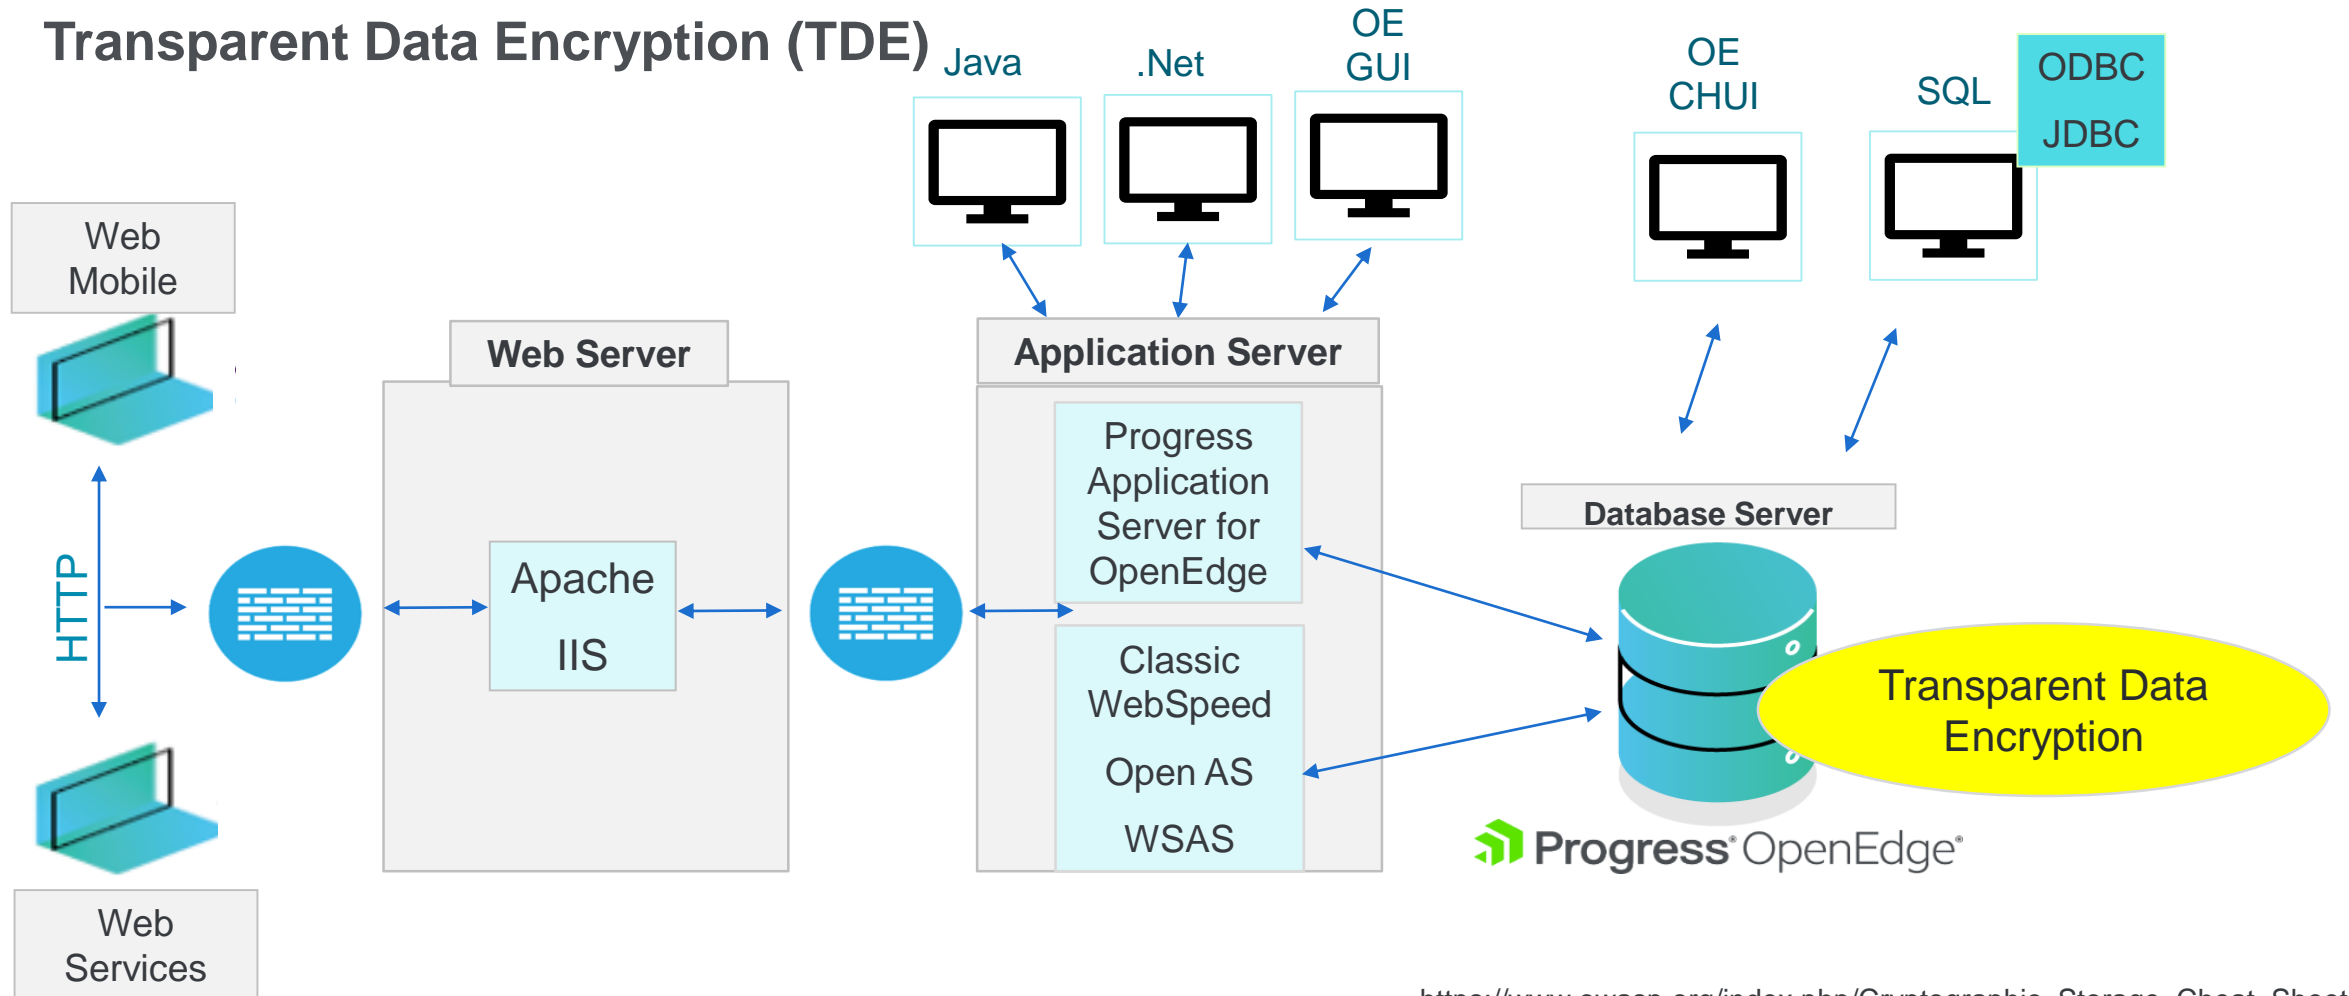 Transparent Data Encryption (TDE)
Java
.Net
OE
GUI
OE
CHUI
SQL
ODBC
JDBC
Web
Mobile
HTTP
Web
Services
Web Server
Apache
IIS
Application Server
Progress
Application
Server for
OpenEdge
Classic
WebSpeed
Open AS
WSAS
Database Server
Transparent Data
Encryption
Progress® OpenEdge®